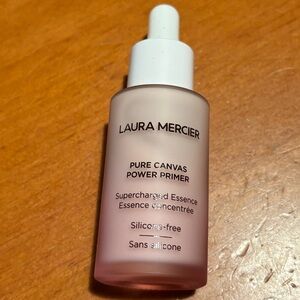 LAURA MERCIER
PURE CANVAS
POWER PRIMER
Supercharged Essence
Essence concentrée
Silicone-free
Sans silicone